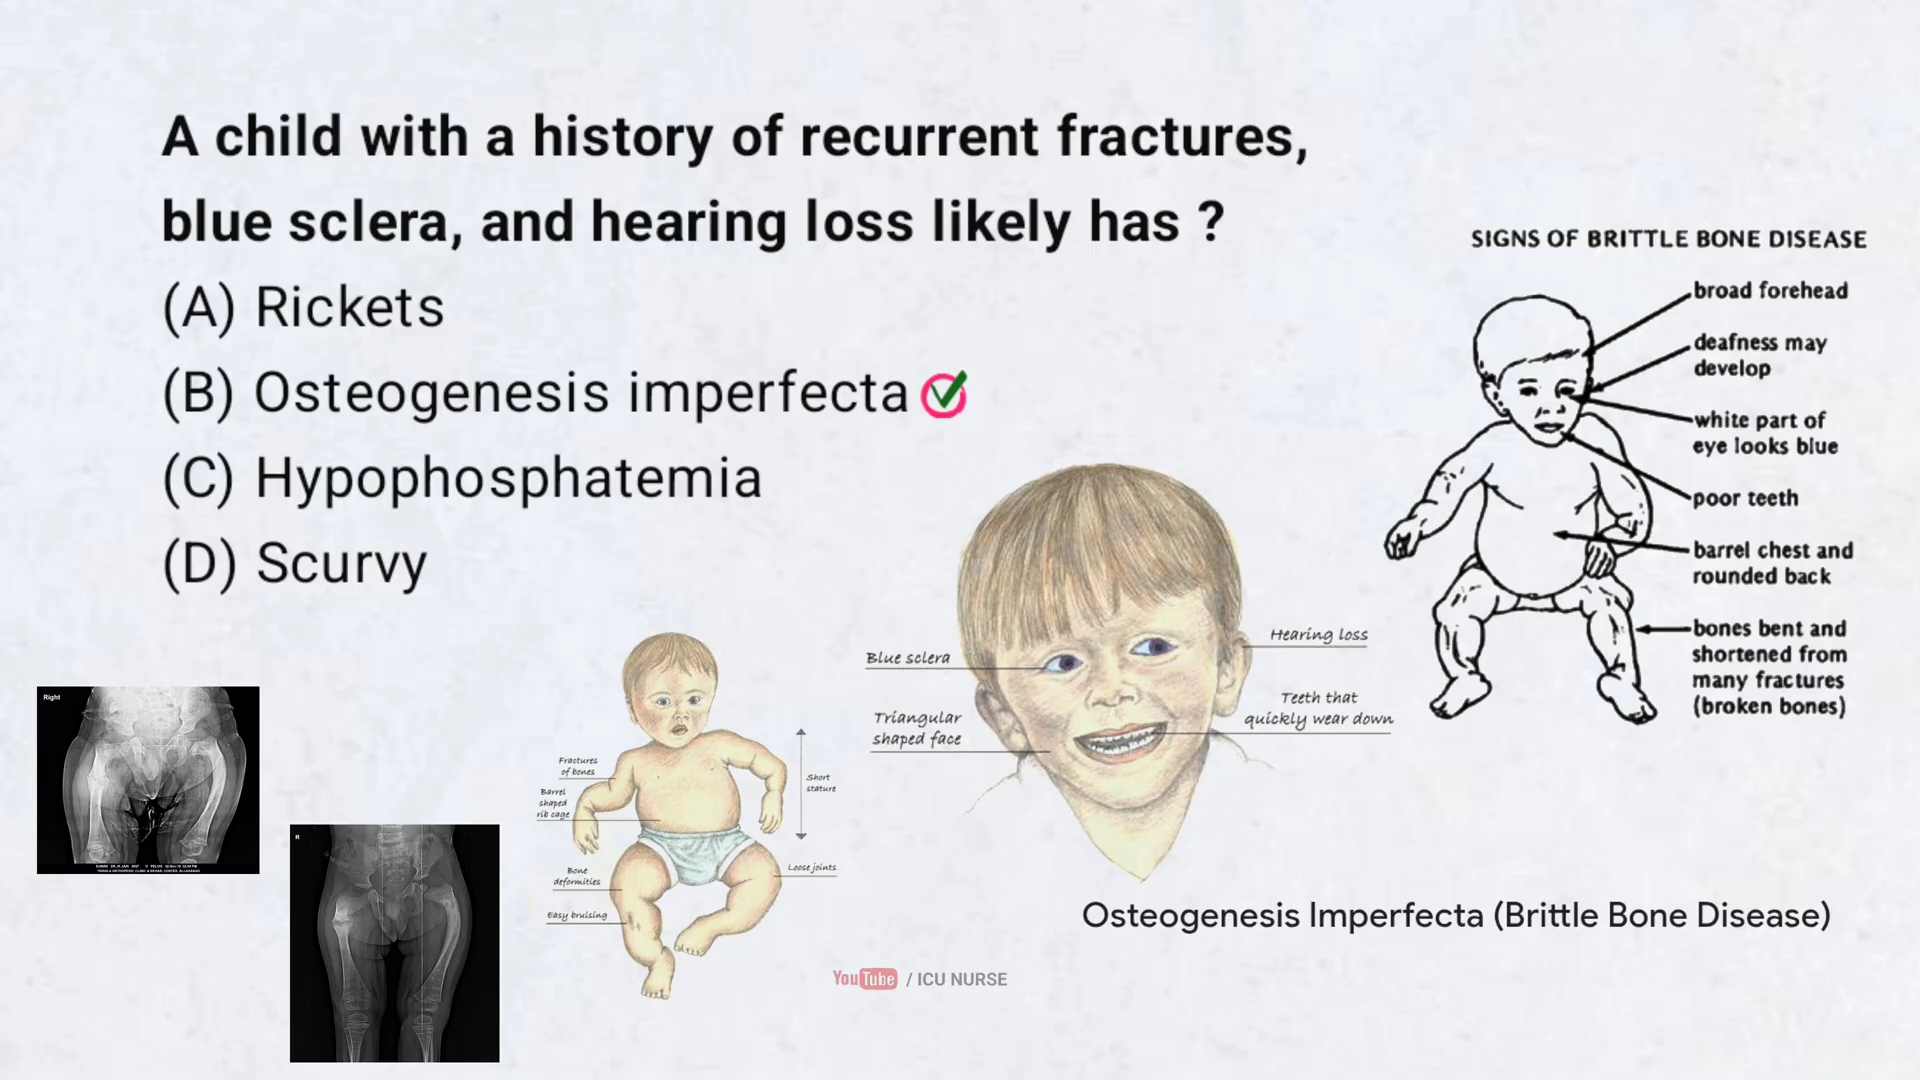 A child with a history of recurrent fractures,
blue sclera, and hearing loss likely has ?
(A) Rickets
(B) Osteogenesis imperfecta
(C) Hypophosphatemia
(D) Scurvy
SIGNS OF BRITTLE BONE DISEASE
broad forehead
deafness may
develop
white part of
eye looks blue
poor teeth
barrel chest and
rounded back
bones bent and
shortened from
many fractures
(broken bones)
Blue sclera
Triangular
shaped face
Hearing loss
Teeth that
quickly wear down
Fractures
of bones
Barrel
shaped
rib cage
Bone
deformities
Easy bruising
Short
stature
Loose joints
Right
R
Osteogenesis Imperfecta (Brittle Bone Disease)
YouTube / ICU NURSE